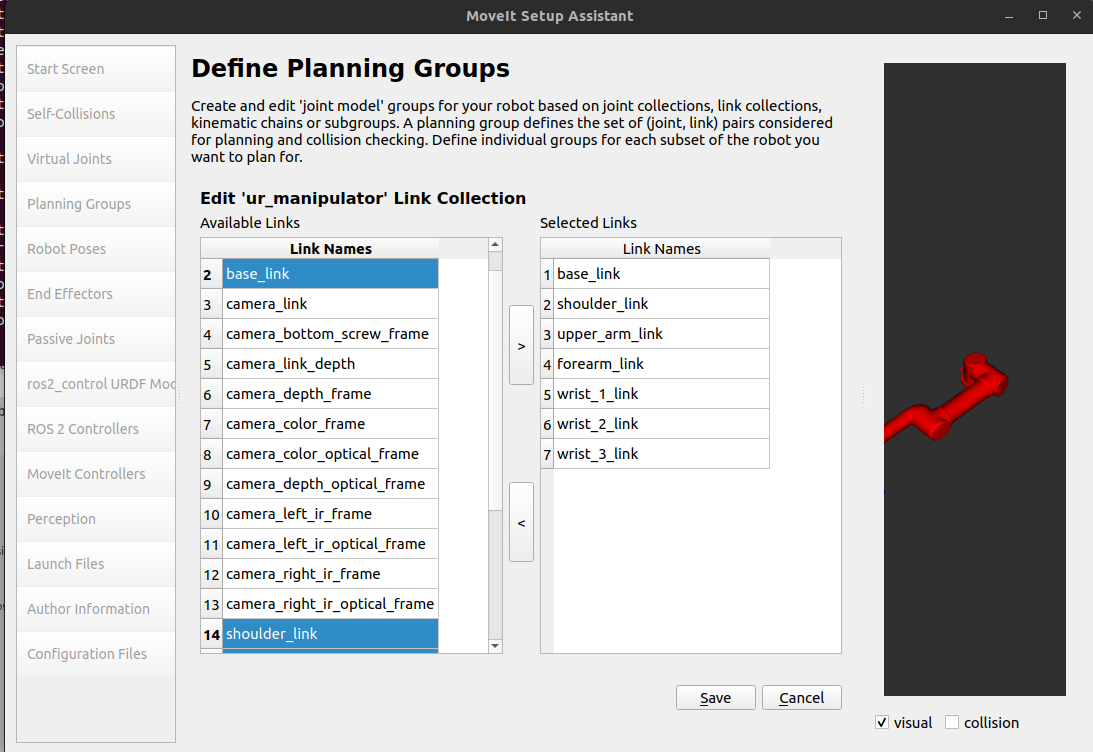 MoveIt Setup Assistant
Start Screen
Self-Collisions
Virtual Joints
Planning Groups
Robot Poses
End Effectors
Passive Joints
ros2_control URDF Moc
ROS 2 Controllers
MoveIt Controllers
Perception
Launch Files
Author Information
Configuration Files
Define Planning Groups
Create and edit 'joint model' groups for your robot based on joint collections, link collections,
kinematic chains or subgroups. A planning group defines the set of (joint, link) pairs considered
for planning and collision checking. Define individual groups for each subset of the robot you
want to plan for.
Edit 'ur_manipulator' Link Collection
Available Links
Link Names
2 base_link
3 camera_link
4 camera_bottom_screw_frame
5 camera_link_depth
6 camera_depth_frame
7 camera_color_frame
8 camera_color_optical_frame
9 camera_depth_optical_frame
10 camera_left_ir_frame
11 camera_left_ir_optical_frame
12 camera_right_ir_frame
13 camera_right_ir_optical_frame
14 shoulder_link
>
<
Selected Links
Link Names
1 base_link
2 shoulder_link
3 upper_arm_link
4 forearm_link
5 wrist_1_link
6 wrist_2_link
7 wrist_3_link
Save
Cancel
visual
collision